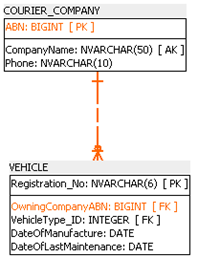 COURIER_COMPANY
ABN: BIGINT [ PK ]
CompanyName: NVARCHAR(50) [ AK ]
Phone: NVARCHAR(10)
VEHICLE
Registration_No: NVARCHAR(6) [ PK ]
OwningCompanyABN: BIGINT [ FK ]
VehicleType_ID: INTEGER [ FK ]
DateOfManufacture: DATE
DateOfLastMaintenance: DATE